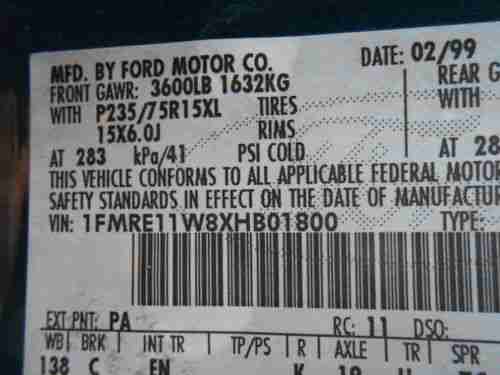 MFD. BY FORD MOTOR CO. DATE: 02/99
FRONT GAWR: 3600LB 1632KG REAR G
WITH P235/75R15XL TIRES WITH
15X6.0J RIMS
AT 283 kPa/41 PSI COLD AT 28
THIS VEHICLE CONFORMS TO ALL APPLICABLE FEDERAL MOTOR
SAFETY STANDARDS IN EFFECT ON THE DATE OF MANUFACTUR
VIN: 1FMRE11W8XHB01800 TYPE:
EXT PNT: PA RC: 11 DSO:
WB BRK INT TR TP/PS R AXLE TR SPR
138 C EN K 19